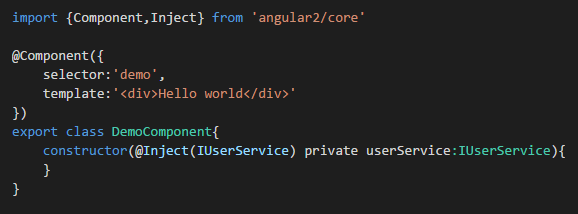 import {Component,Inject} from 'angular2/core'

@Component({
    selector:'demo',
    template:'<div>Hello world</div>'
})
export class DemoComponent{
    constructor(@Inject(IUserService) private userService:IUserService){
    }
}